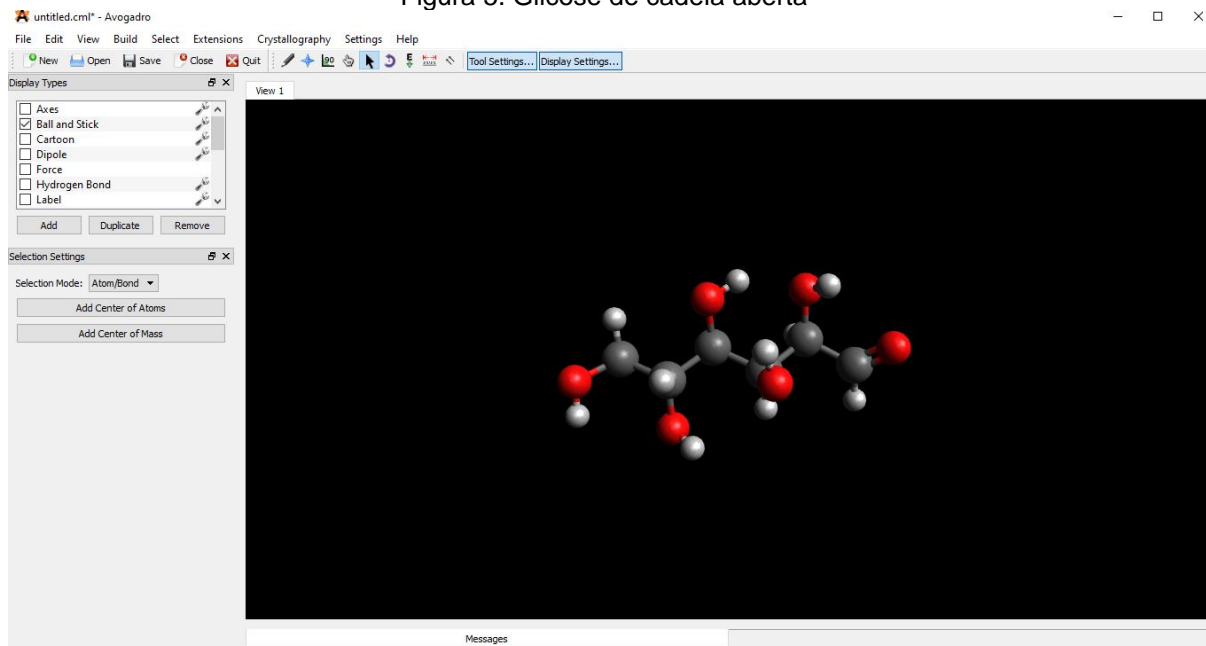 Figura 3: Glicose de cadeia aberta
untitled.cml* - Avogadro
File Edit View Build Select Extensions Crystallography Settings Help
New Open Save Close Quit Tool Settings... Display Settings...
Display Types
View 1
Axes
Ball and Stick
Cartoon
Dipole
Force
Hydrogen Bond
Label
Add Duplicate Remove
Selection Settings
Selection Mode: Atom/Bond
Add Center of Atoms
Add Center of Mass
Messages